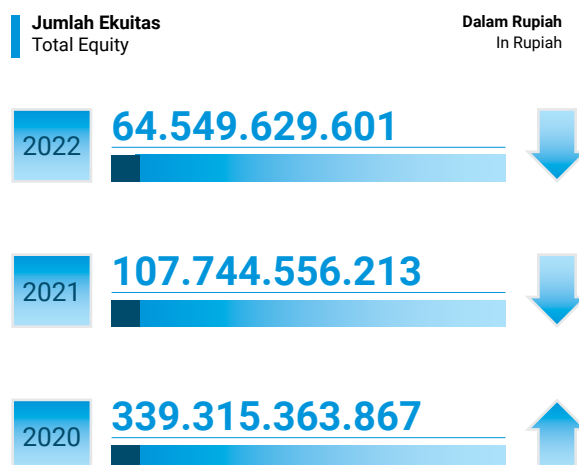 Jumlah Ekuitas
Total Equity
Dalam Rupiah
In Rupiah
2022
64.549.629.601
2021
107.744.556.213
2020
339.315.363.867